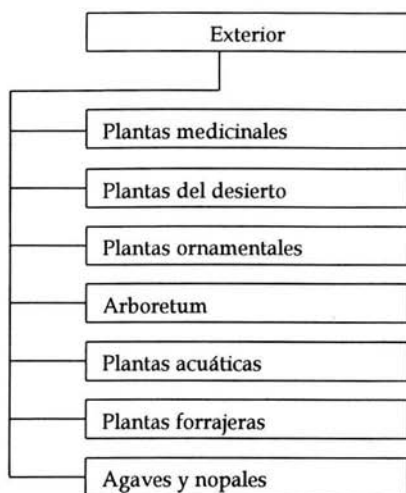 Exterior
Plantas medicinales
Plantas del desierto
Plantas ornamentales
Arboretum
Plantas acuáticas
Plantas forrajeras
Agaves y nopales